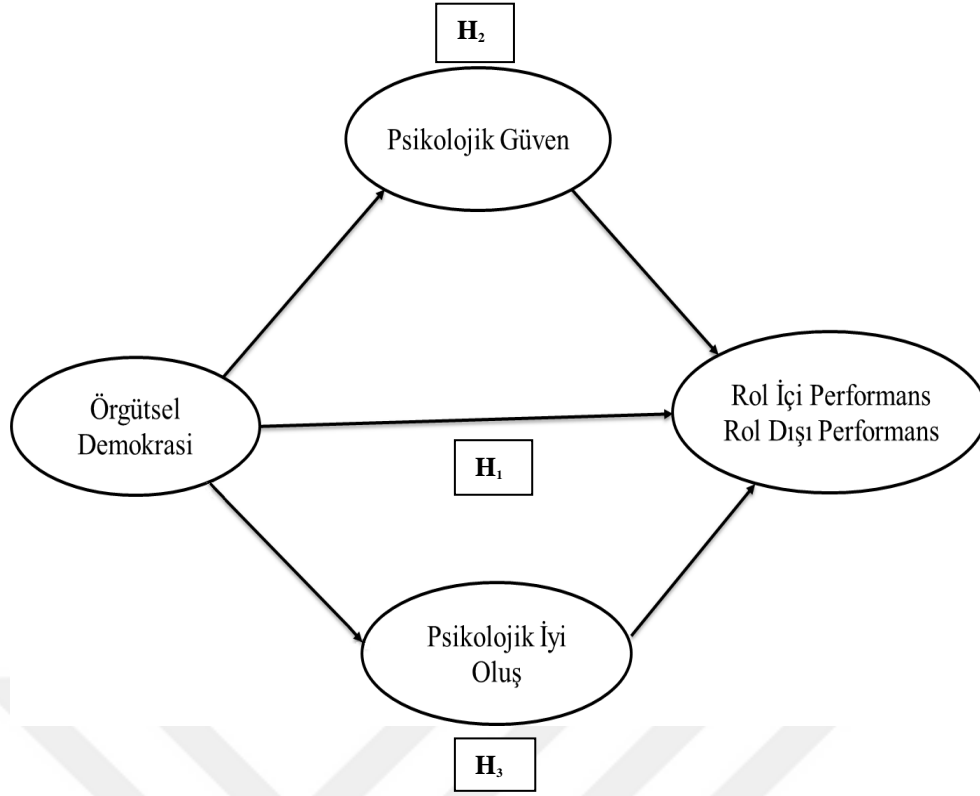 H₂
Psikolojik Güven
Örgütsel
Demokrasi
Rol İçi Performans
Rol Dışı Performans
H₁
Psikolojik İyi
Oluş
H₃